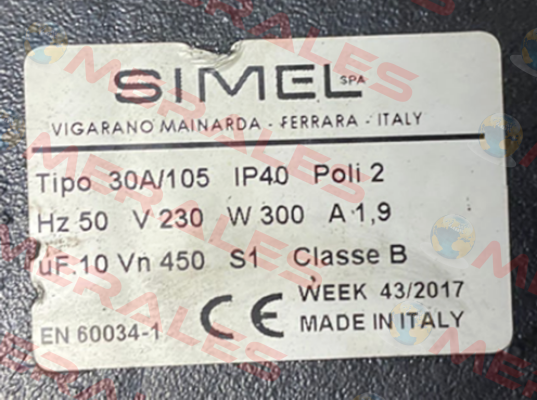 SIMEL SPA
VIGARANO MAINARDA - FERRARA - ITALY
Tipo 30A/105 IP40 Poli 2
Hz 50 V 230 W 300 A 1,9
uF.10 Vn 450 S1 Classe B
WEEK 43/2017
EN 60034-1 CE MADE IN ITALY
MERALES